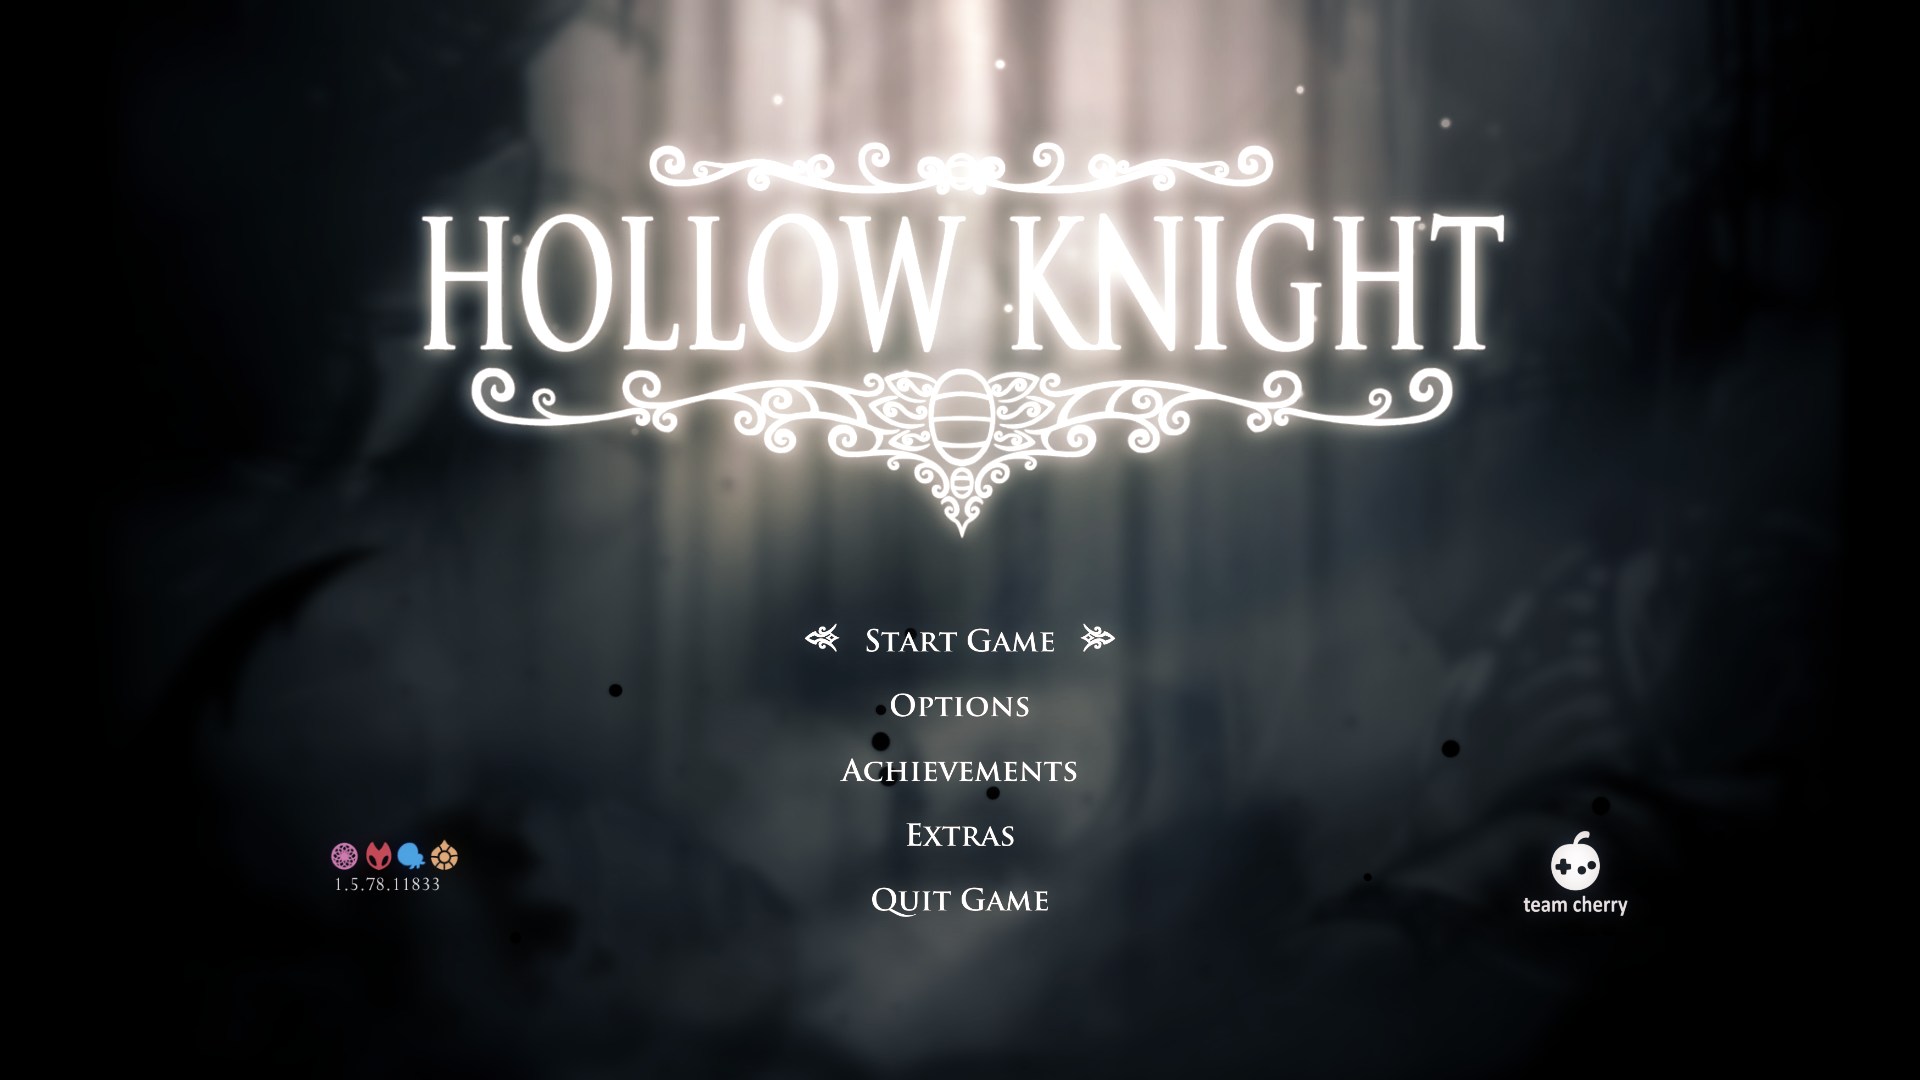 HOLLOW KNIGHT
START GAME
OPTIONS
ACHIEVEMENTS
EXTRAS
QUIT GAME
1.5.78.11833
team cherry